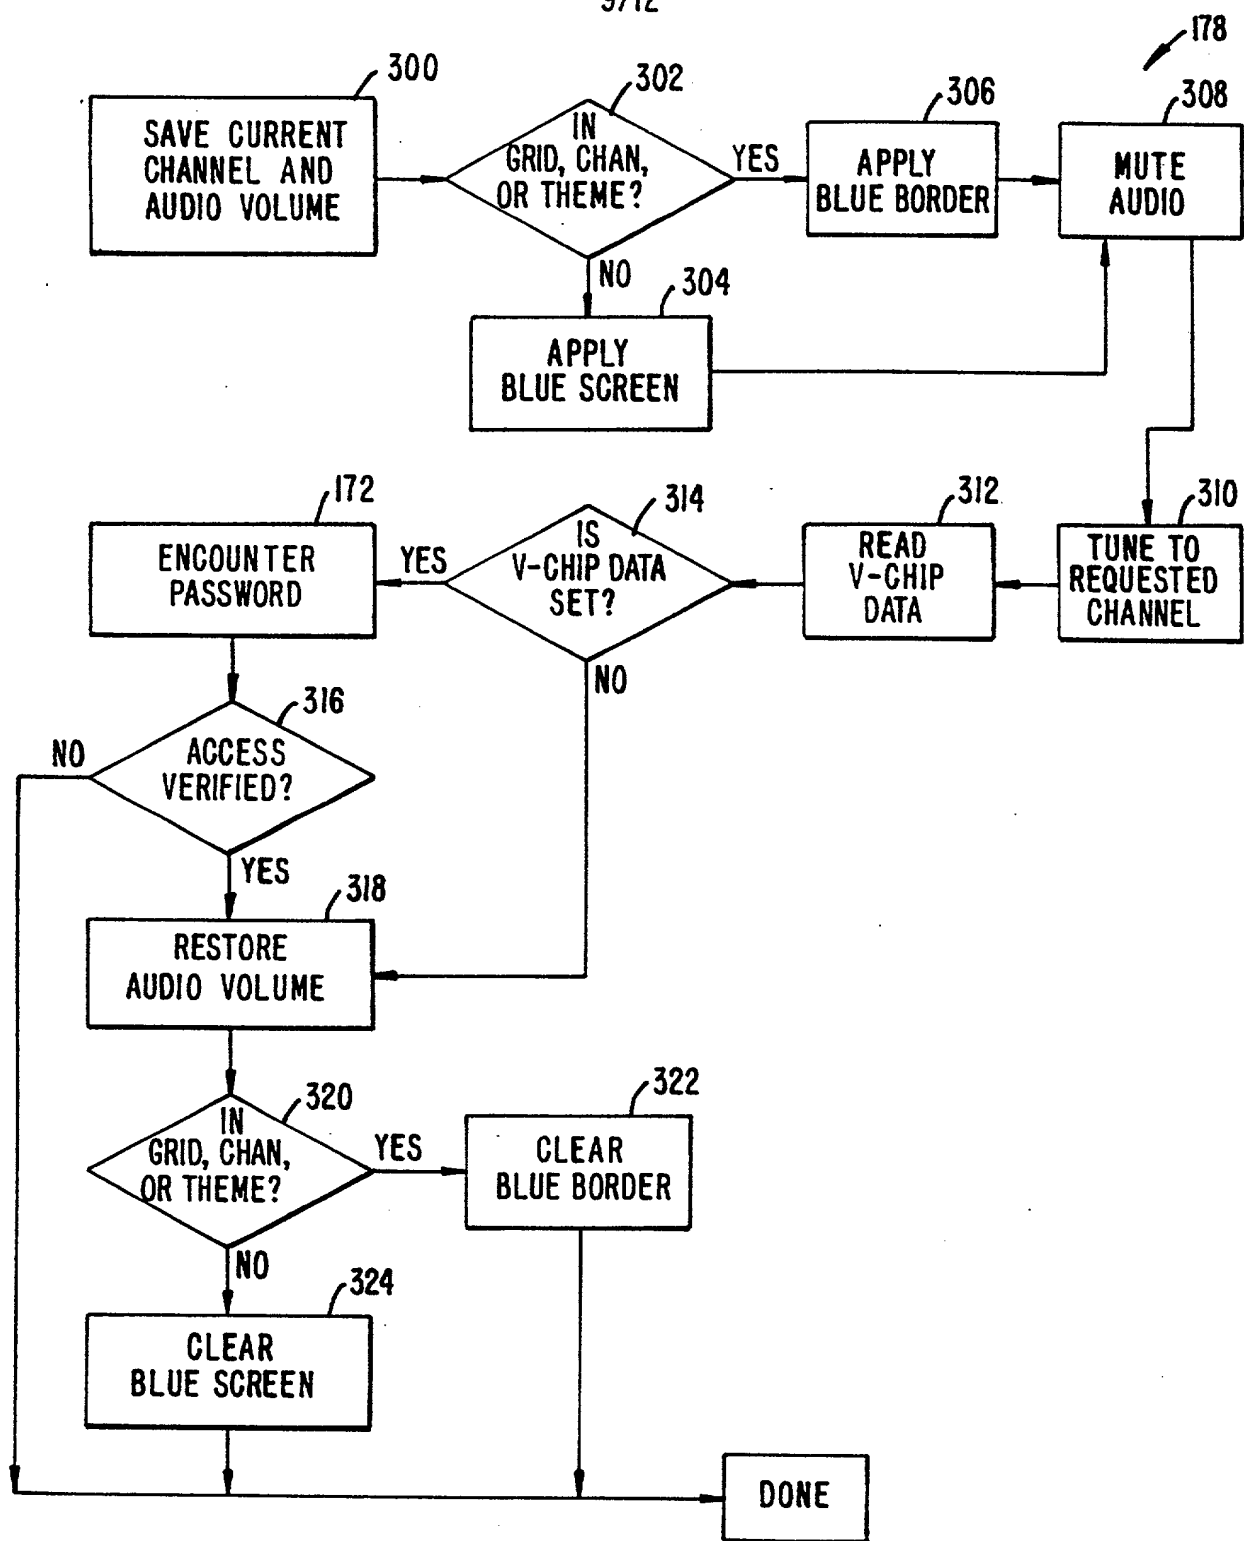 9/12
178
300
SAVE CURRENT
CHANNEL AND
AUDIO VOLUME
302
IN
GRID, CHAN,
OR THEME?
YES
NO
306
APPLY
BLUE BORDER
308
MUTE
AUDIO
304
APPLY
BLUE SCREEN
172
ENCOUNTER
PASSWORD
YES
314
IS
V-CHIP DATA
SET?
NO
312
READ
V-CHIP
DATA
310
TUNE TO
REQUESTED
CHANNEL
316
NO
ACCESS
VERIFIED?
YES
318
RESTORE
AUDIO VOLUME
320
IN
GRID, CHAN,
OR THEME?
YES
NO
322
CLEAR
BLUE BORDER
324
CLEAR
BLUE SCREEN
DONE